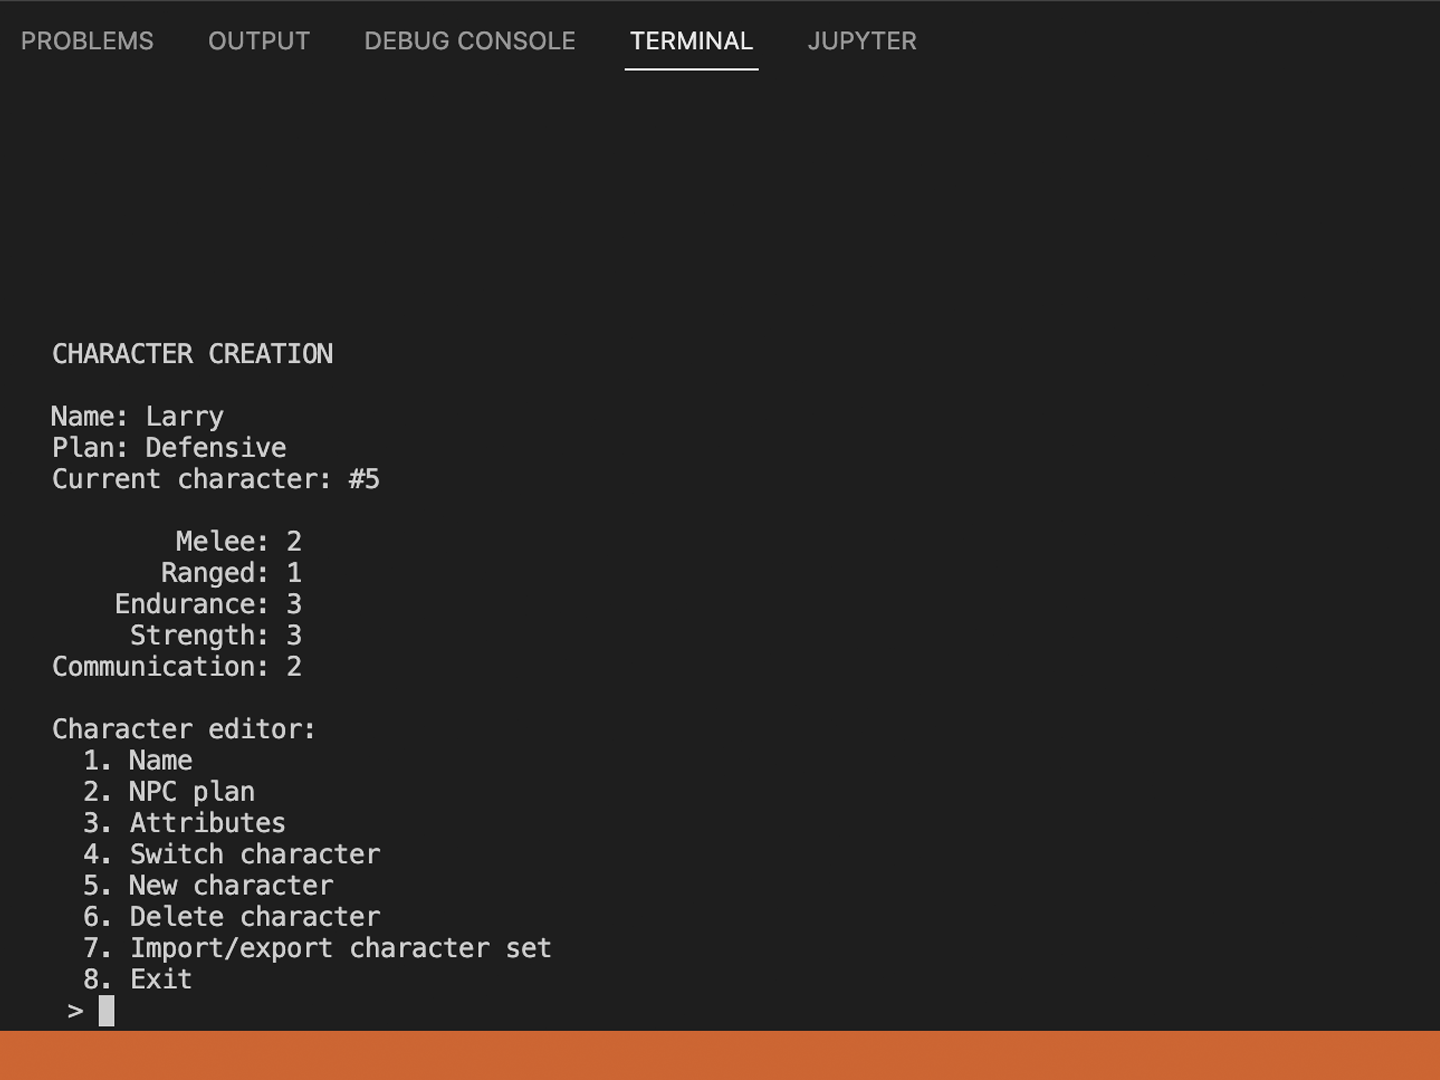 PROBLEMS OUTPUT DEBUG CONSOLE TERMINAL JUPYTER
CHARACTER CREATION
Name: Larry
Plan: Defensive
Current character: #5
Melee: 2
Ranged: 1
Endurance: 3
Strength: 3
Communication: 2
Character editor:
1. Name
2. NPC plan
3. Attributes
4. Switch character
5. New character
6. Delete character
7. Import/export character set
8. Exit
>